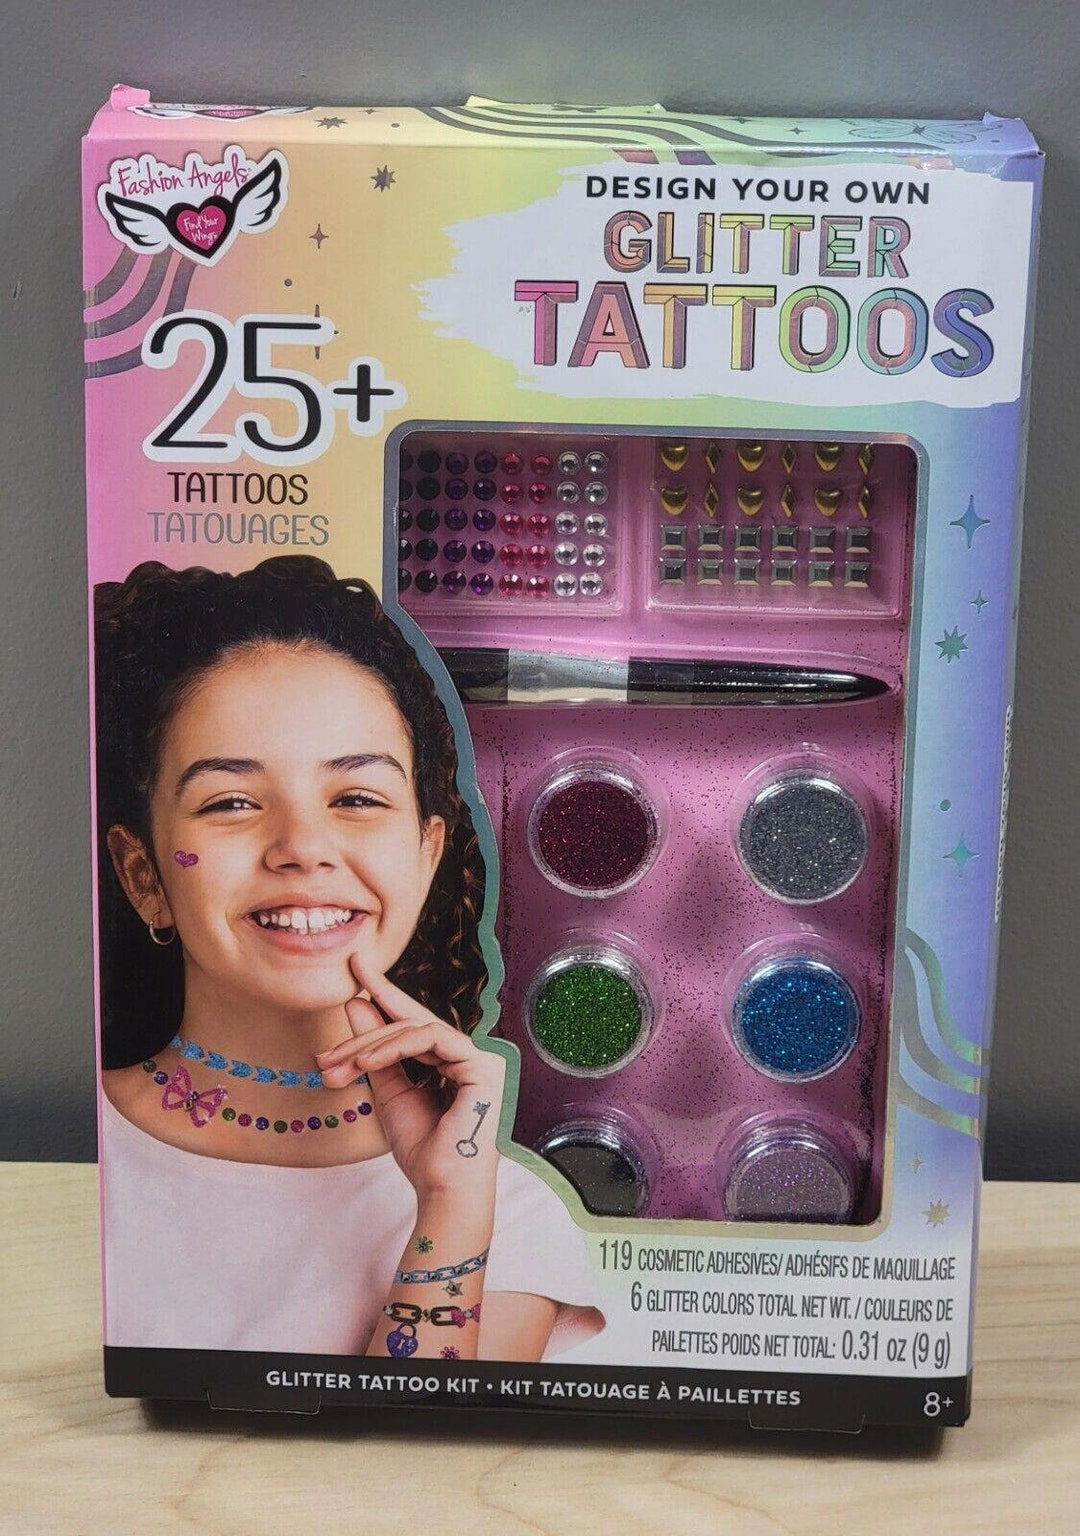 Fashion Angels
Find Your
Wings
DESIGN YOUR OWN
GLITTER
TATTOOS
25+
TATTOOS
TATOUAGES
119 COSMETIC ADHESIVES/ ADHÉSIFS DE MAQUILLAGE
6 GLITTER COLORS TOTAL NET WT. / COULEURS DE
PAILETTES POIDS NET TOTAL: 0.31 oz (9 g)
GLITTER TATTOO KIT • KIT TATOUAGE À PAILLETTES
8+